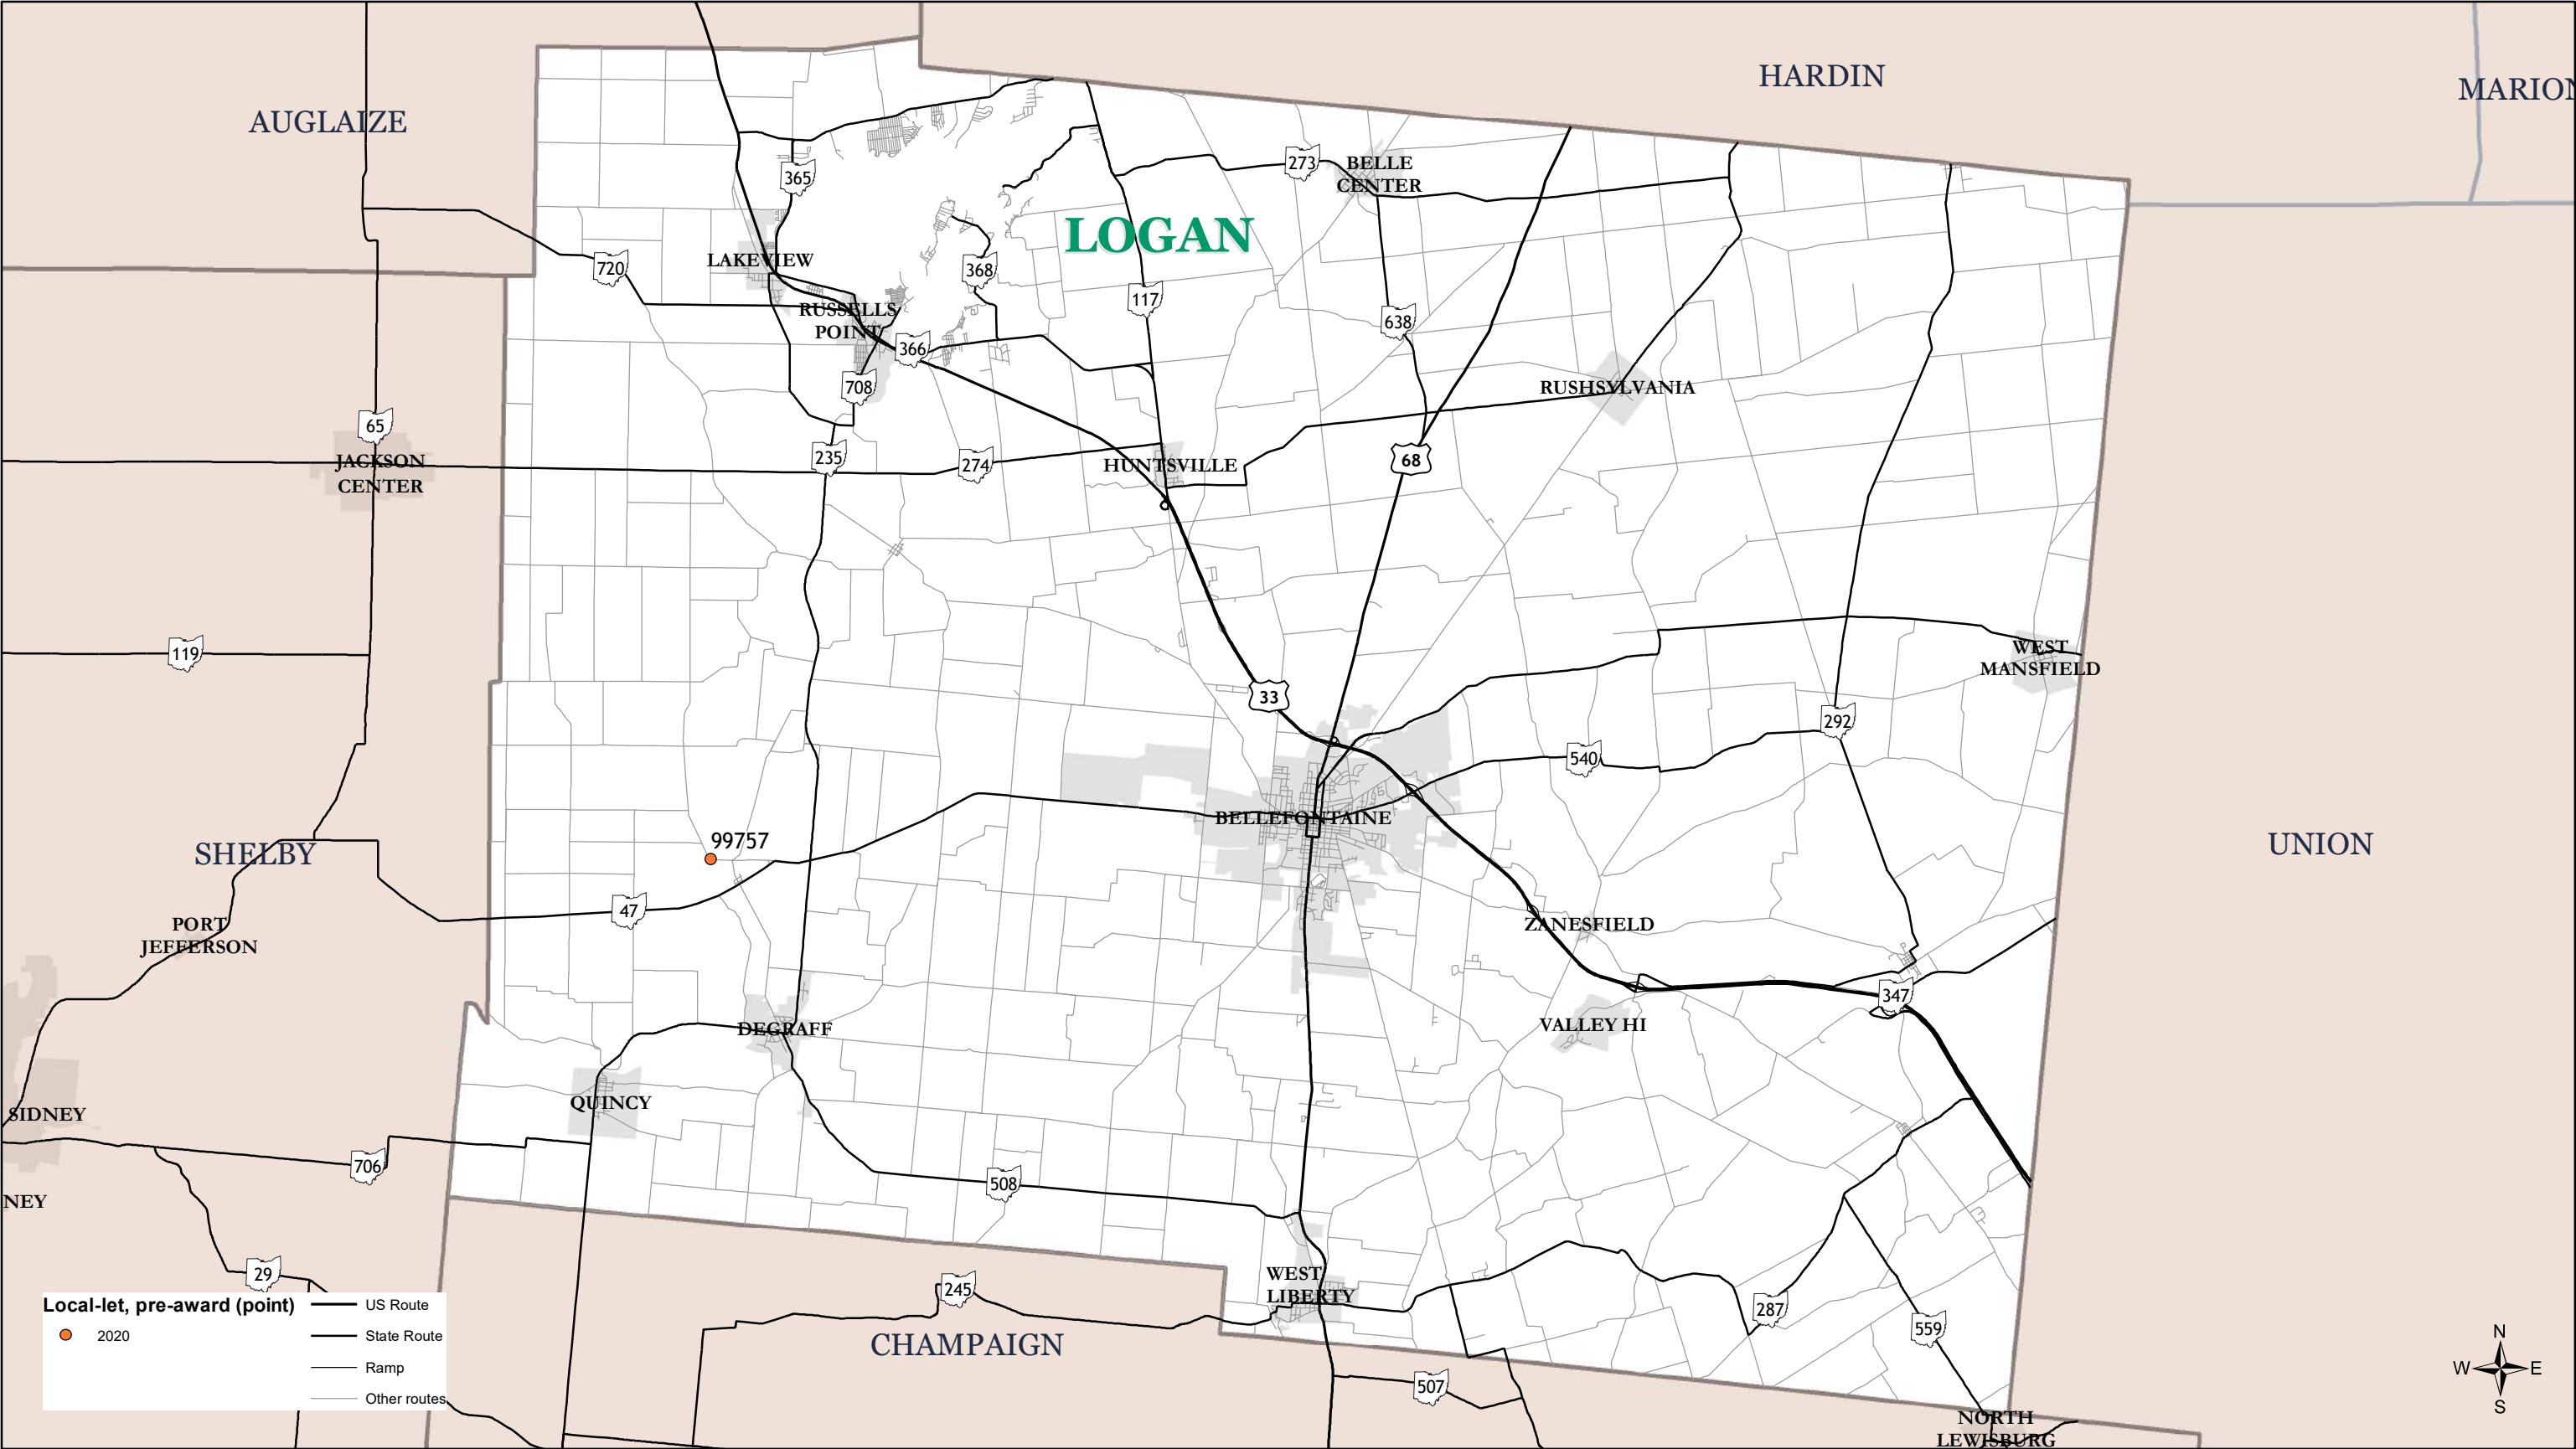 HARDIN
MARION
AUGLAIZE
273
BELLE
CENTER
365
LOGAN
LAKEVIEW
720
368
117
RUSSELLS
POINT
638
366
708
RUSHSYLVANIA
65
JACKSON
CENTER
235
274
HUNTSVILLE
68
119
WEST
MANSFIELD
33
292
540
BELLEFONTAINE
99757
SHELBY
UNION
47
PORT
JEFFERSON
ZANESFIELD
347
DEGRAFF
VALLEY HI
QUINCY
SIDNEY
706
508
NEY
29
WEST
LIBERTY
245
287
559
CHAMPAIGN
507
NORTH
LEWISBURG
Local-let, pre-award (point)
2020
US Route
State Route
Ramp
Other routes
N
W
E
S